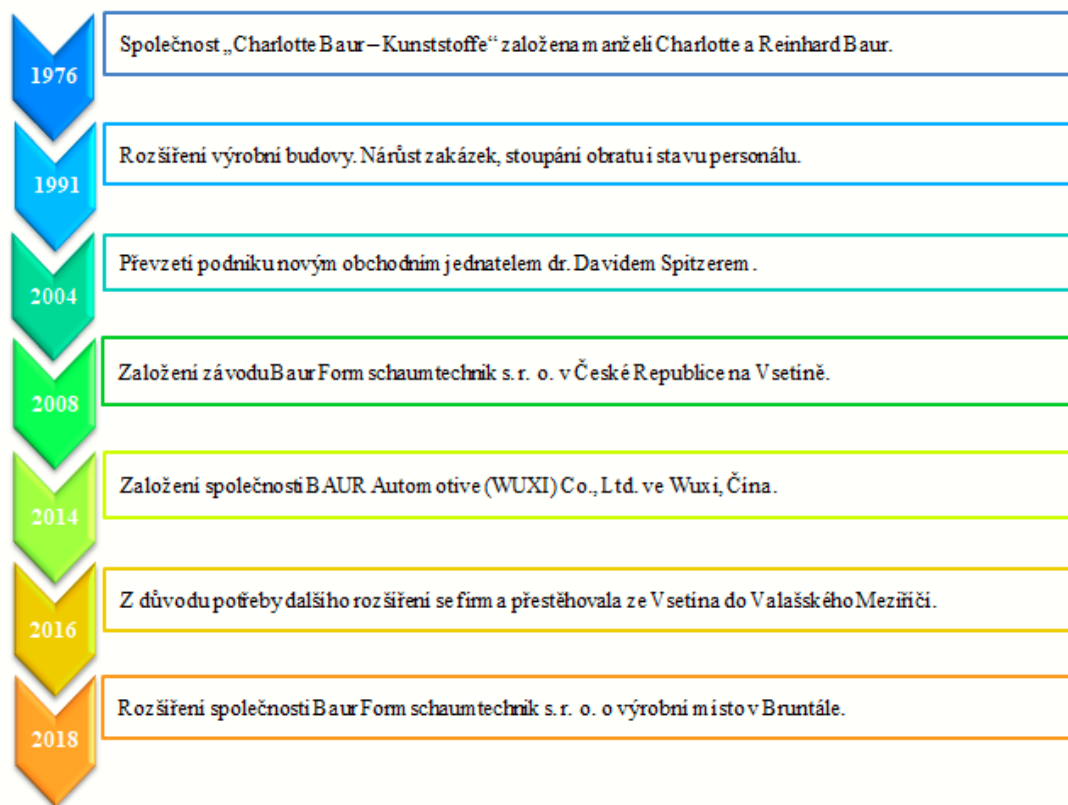 1976
Společnost „Charlotte Baur – Kunststoffe“ založena manželi Charlotte a Reinhard Baur.
1991
Rozšíření výrobní budovy. Nárůst zakázek, stoupání obratu i stavu personálu.
2004
Převzetí podniku novým obchodním jednatelem dr. Davidem Spitzerem.
2008
Založení závodu Baur Formschaumtechnik s. r. o. v České Republice na Vsetíně.
2014
Založení společnosti BAUR Automotive (WUXI) Co., Ltd. ve Wuxi, Čína.
2016
Z důvodu potřeby dalšího rozšíření se firma přestěhovala ze Vsetína do Valašského Meziříčí.
2018
Rozšíření společnosti Baur Formschaumtechnik s. r. o. o výrobní místo v Bruntále.